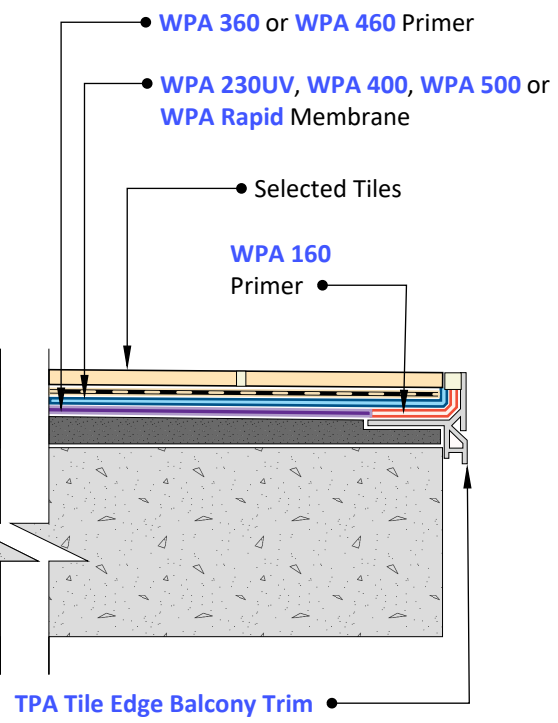 WPA 360 or WPA 460 Primer
WPA 230UV, WPA 400, WPA 500 or
WPA Rapid Membrane
Selected Tiles
WPA 160
Primer
TPA Tile Edge Balcony Trim